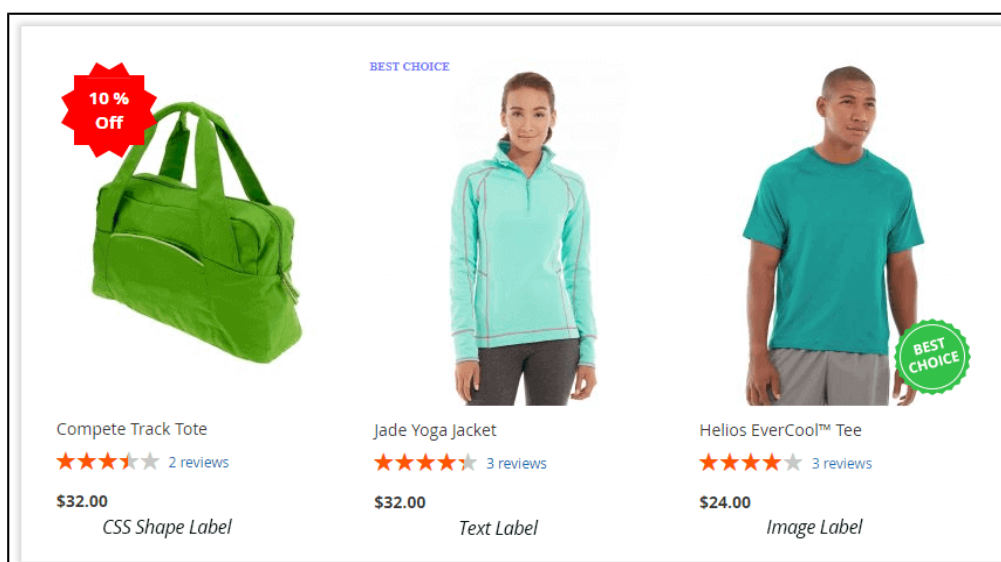 10 %
Off
BEST CHOICE
BEST
CHOICE
Compete Track Tote
2 reviews
$32.00
CSS Shape Label
Jade Yoga Jacket
3 reviews
$32.00
Text Label
Helios EverCool™ Tee
3 reviews
$24.00
Image Label